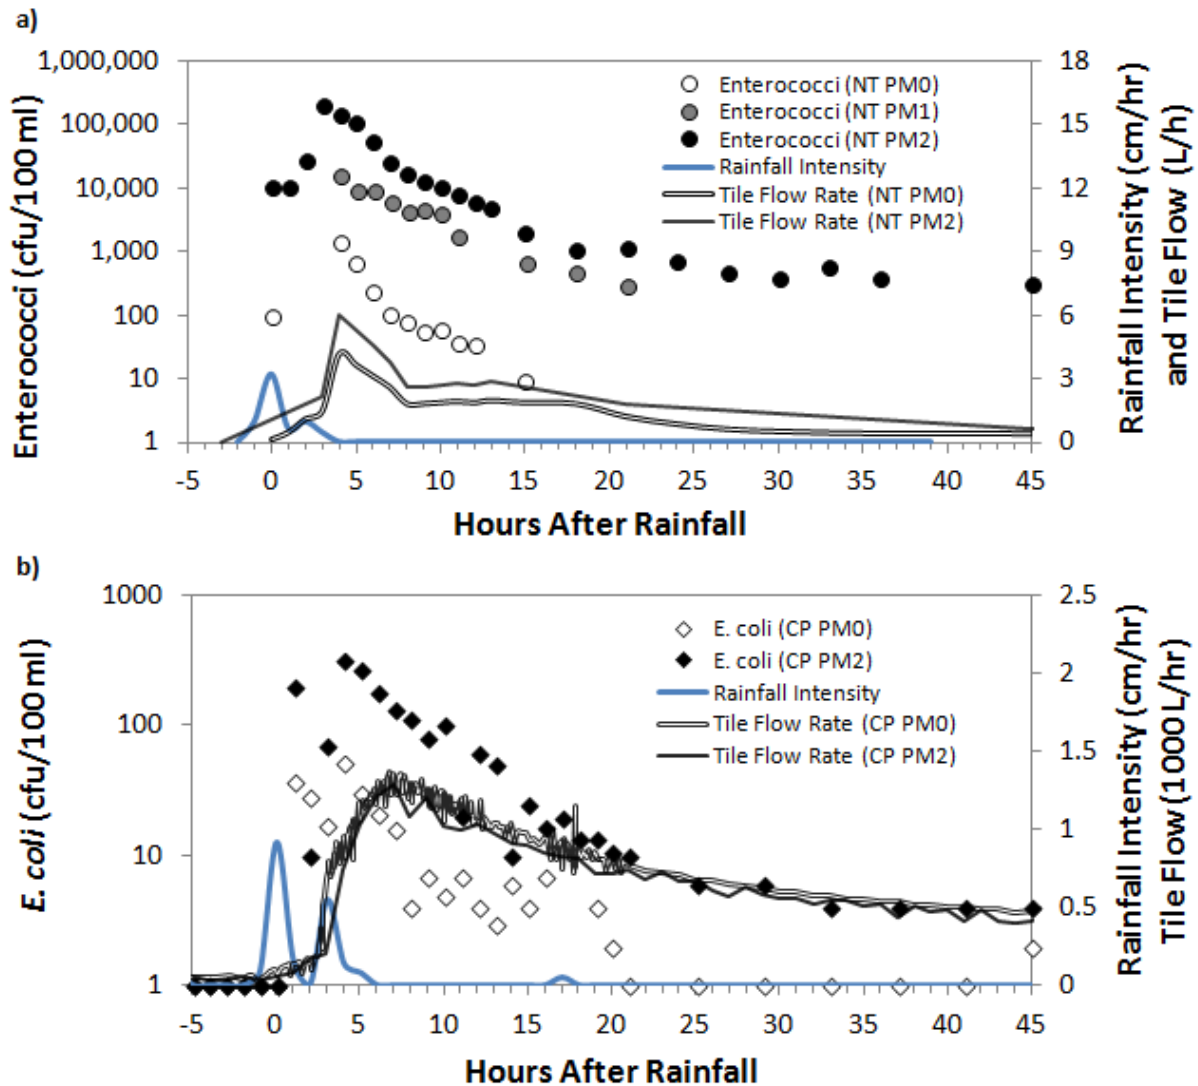 a)
Enterococci (cfu/100 ml)
1,000,000
100,000
10,000
1,000
100
10
1
18
15
12
9
6
3
0
Rainfall Intensity (cm/hr)
and Tile Flow (L/h)
Enterococci (NT PM0)
Enterococci (NT PM1)
Enterococci (NT PM2)
Rainfall Intensity
Tile Flow Rate (NT PM0)
Tile Flow Rate (NT PM2)
-5 0 5 10 15 20 25 30 35 40 45
Hours After Rainfall
b)
E. coli (cfu/100 ml)
1000
100
10
1
2.5
2
1.5
1
0.5
0
Rainfall Intensity (cm/hr)
Tile Flow (1000 L/hr)
E. coli (CP PM0)
E. coli (CP PM2)
Rainfall Intensity
Tile Flow Rate (CP PM0)
Tile Flow Rate (CP PM2)
-5 0 5 10 15 20 25 30 35 40 45
Hours After Rainfall